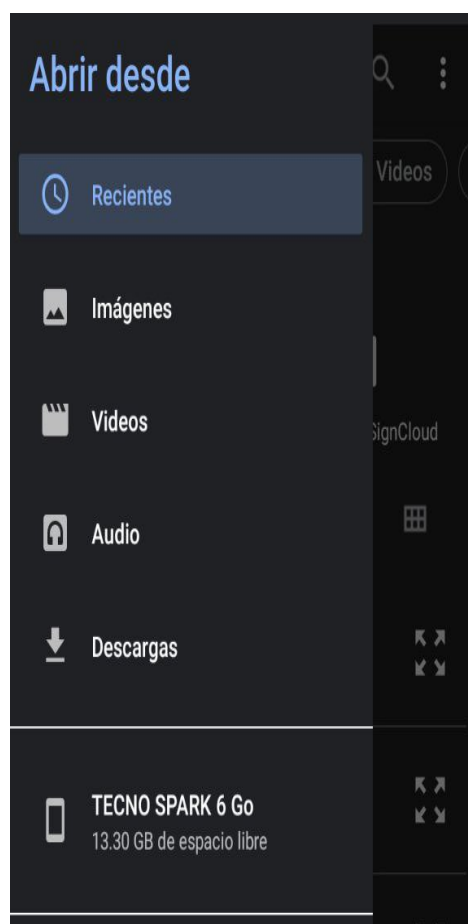 Abrir desde
Videos
Recientes
Imágenes
Videos
SignCloud
Audio
Descargas
TECNO SPARK 6 Go
13.30 GB de espacio libre